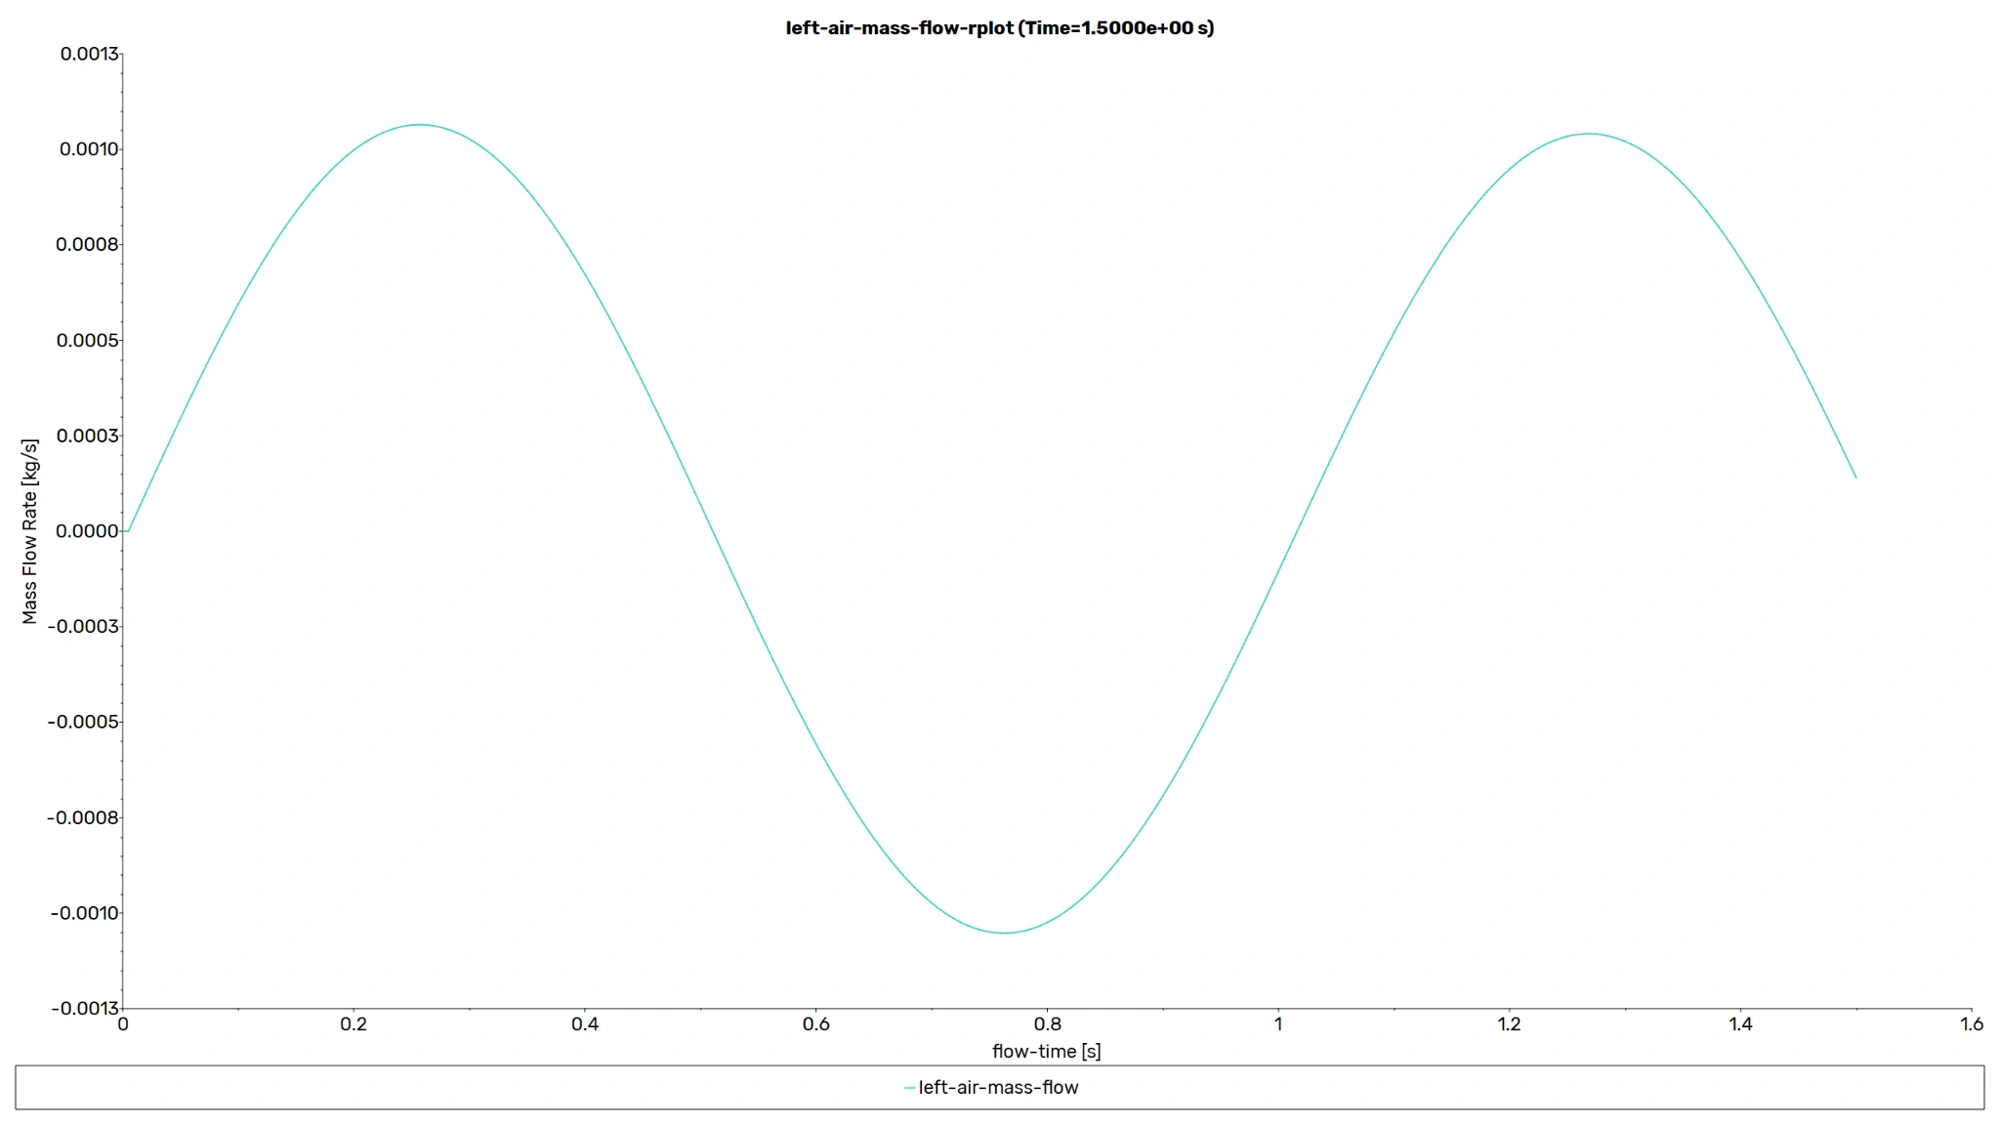 left-air-mass-flow-rplot (Time=1.5000e+00 s)
0.0013
0.0010
0.0008
0.0005
0.0003
0.0000
-0.0003
-0.0005
-0.0008
-0.0010
-0.0013
Mass Flow Rate [kg/s]
0 0.2 0.4 0.6 0.8 1 1.2 1.4 1.6
flow-time [s]
left-air-mass-flow